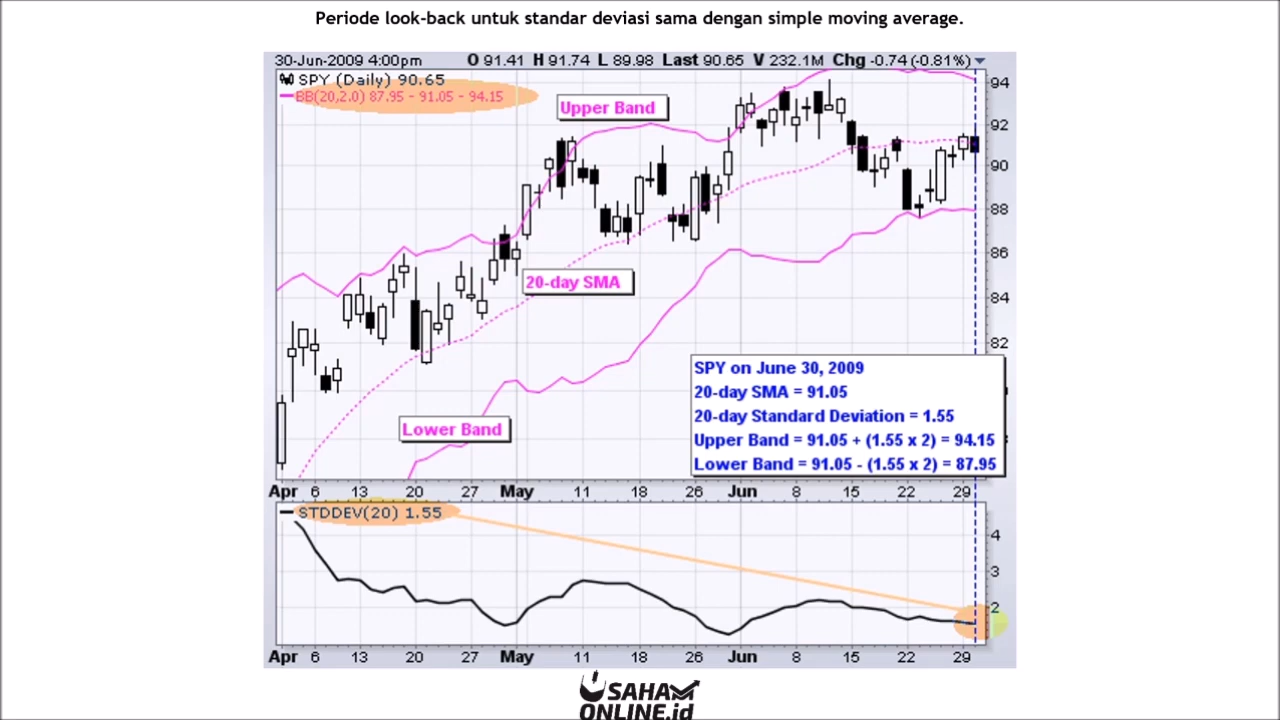 Periode look-back untuk standar deviasi sama dengan simple moving average.
30-Jun-2009 4:00pm O 91.41 H 91.74 L 89.98 Last 90.65 V 232.1M Chg -0.74 (-0.81%)
SPY (Daily) 90.65
BB(20,2.0) 87.95 - 91.05 - 94.15
Upper Band
20-day SMA
Lower Band
94
92
90
88
86
84
82
SPY on June 30, 2009
20-day SMA = 91.05
20-day Standard Deviation = 1.55
Upper Band = 91.05 + (1.55 x 2) = 94.15
Lower Band = 91.05 - (1.55 x 2) = 87.95
Apr 6 13 20 27 May 11 18 26 Jun 8 15 22 29
STDDEV(20) 1.55
4
3
2
Apr 6 13 20 27 May 11 18 26 Jun 8 15 22 29
SAHAM
ONLINE.id